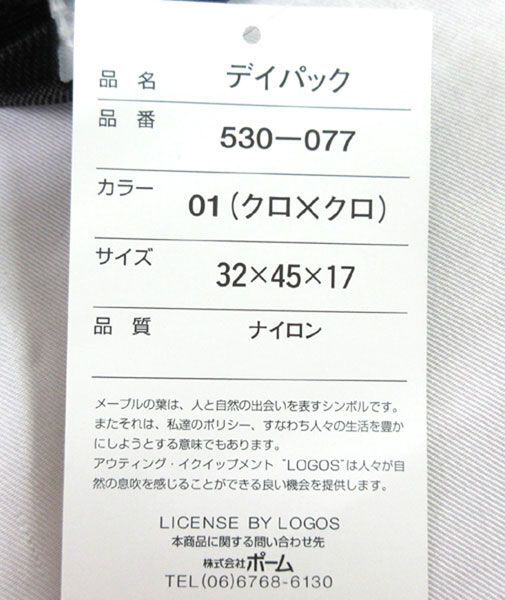 品 名 デイパック
品 番 530-077
カラー 01(クロ×クロ)
サイズ 32×45×17
品 質 ナイロン
メープルの葉は、人と自然の出会いを表すシンボルです。
またそれは、私達のポリシー、すなわち人々の生活を豊か
にしようとする意味でもあります。
アウティング・イクイップメント "LOGOS"は人々が自
然の息吹を感じることができる良い機会を提供します。
LICENSE BY LOGOS
本商品に関する問い合わせ先
株式会社ポーム
TEL(06)6768-6130